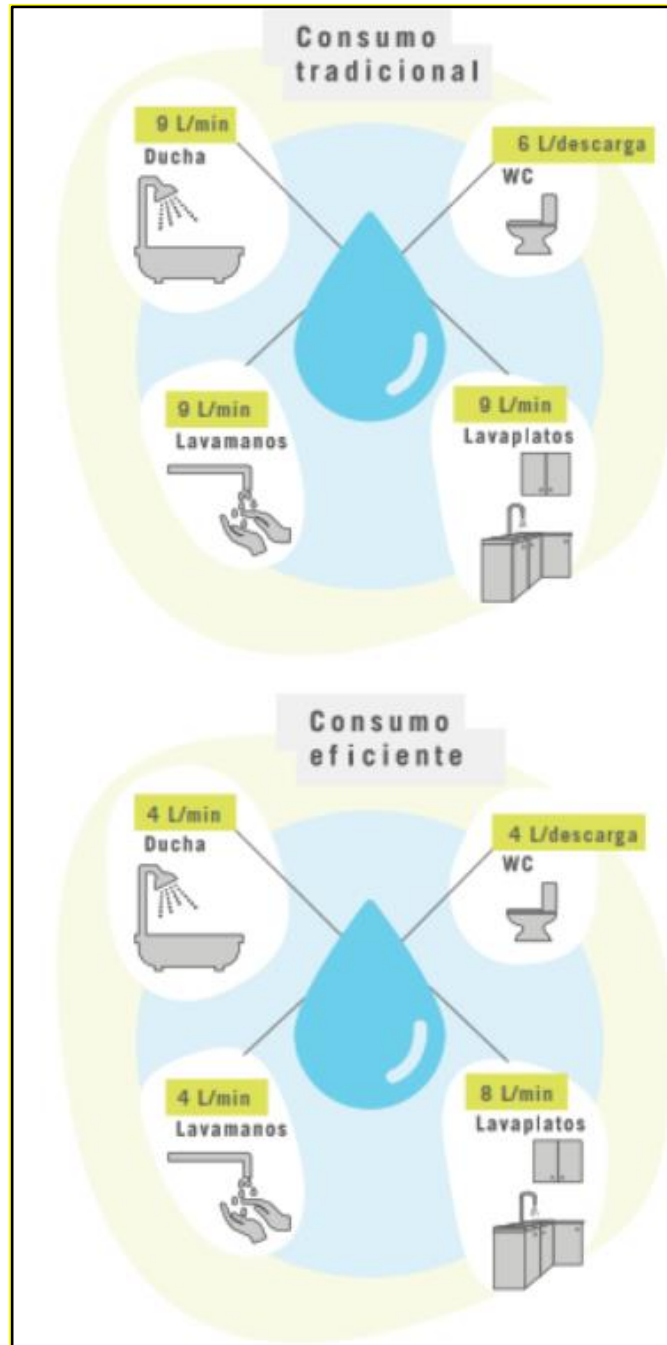 Consumo
tradicional
9 L/min
Ducha
6 L/descarga
WC
9 L/min
Lavamanos
9 L/min
Lavaplatos
Consumo
eficiente
4 L/min
Ducha
4 L/descarga
WC
4 L/min
Lavamanos
8 L/min
Lavaplatos